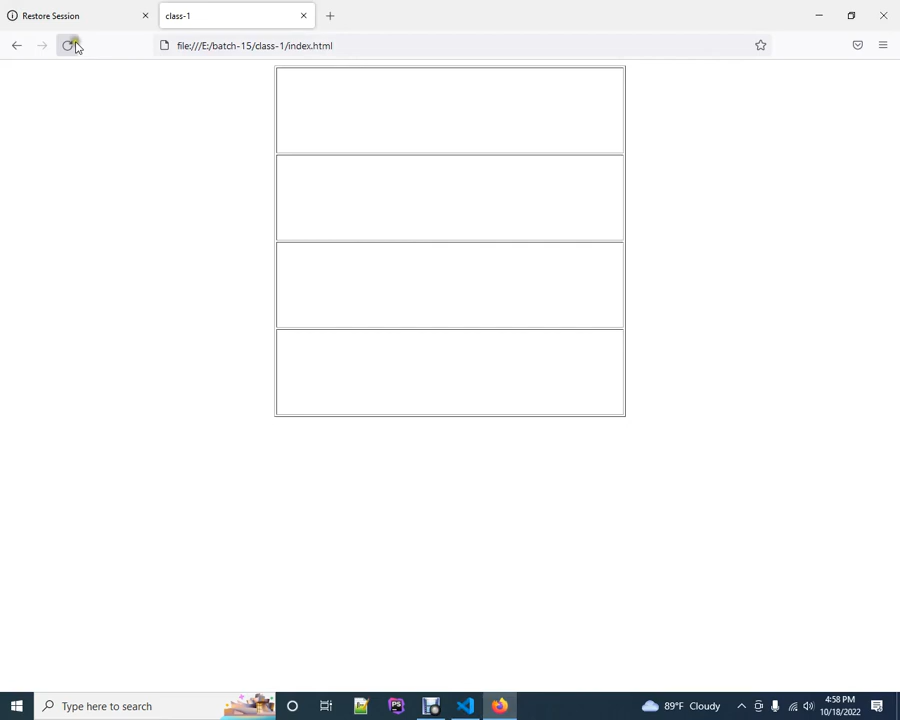 Restore Session
class-1
file:///E:/batch-15/class-1/index.html
Type here to search
PS
89°F Cloudy
4:58 PM
10/18/2022